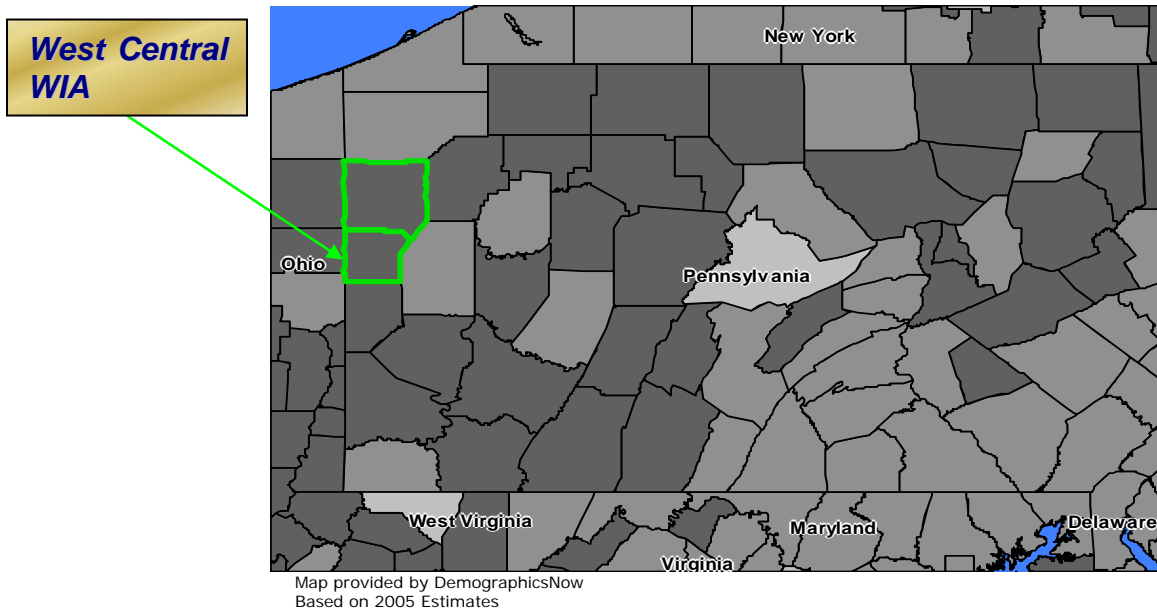 West Central
WIA
New York
Ohio
Pennsylvania
West Virginia
Maryland
Delaware
Virginia
Map provided by DemographicsNow
Based on 2005 Estimates